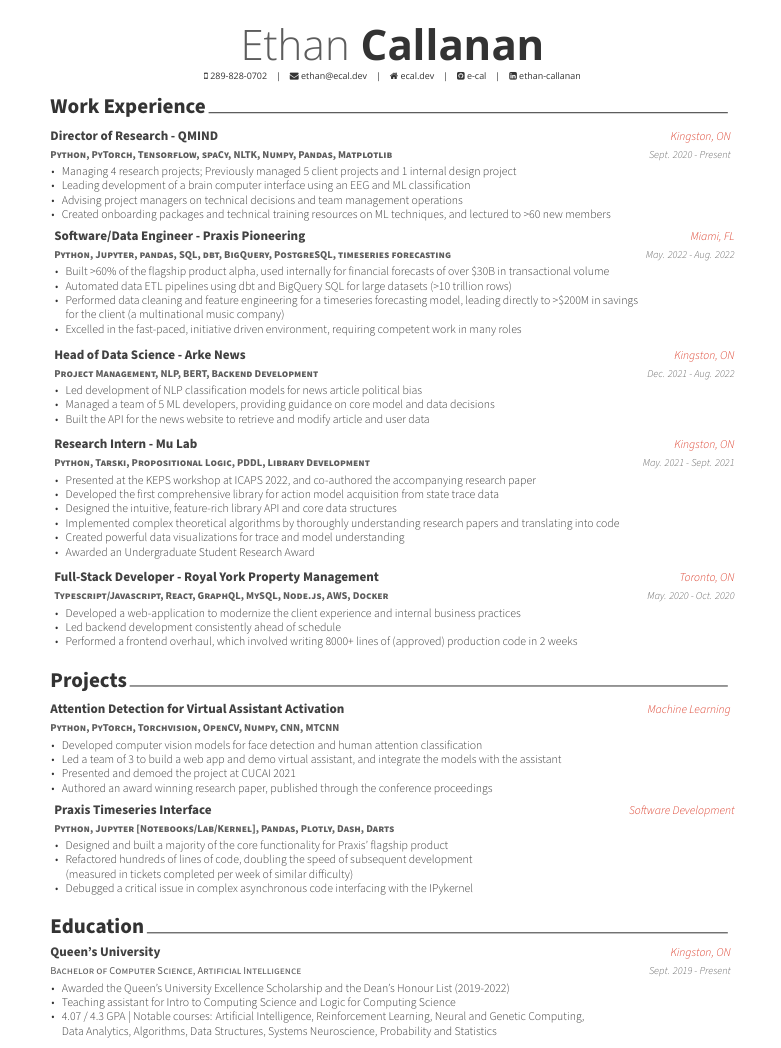 Ethan Callanan
289-828-0702 | ethan@ecal.dev | ecal.dev | e-cal | ethan-callanan
Work Experience
Director of Research - QMIND Kingston, ON
Python, PyTorch, Tensorflow, spaCy, NLTK, Numpy, Pandas, Matplotlib Sept. 2020 - Present
• Managing 4 research projects; Previously managed 5 client projects and 1 internal design project
• Leading development of a brain computer interface using an EEG and ML classification
• Advising project managers on technical decisions and team management operations
• Created onboarding packages and technical training resources on ML techniques, and lectured to >60 new members
Software/Data Engineer - Praxis Pioneering Miami, FL
Python, Jupyter, pandas, SQL, dbt, BigQuery, PostgreSQL, timeseries forecasting May. 2022 - Aug. 2022
• Built >60% of the flagship product alpha, used internally for financial forecasts of over $30B in transactional volume
• Automated data ETL pipelines using dbt and BigQuery SQL for large datasets (>10 trillion rows)
• Performed data cleaning and feature engineering for a timeseries forecasting model, leading directly to >$200M in savings
for the client (a multinational music company)
• Excelled in the fast-paced, initiative driven environment, requiring competent work in many roles
Head of Data Science - Arke News Kingston, ON
Project Management, NLP, BERT, Backend Development Dec. 2021 - Aug. 2022
• Led development of NLP classification models for news article political bias
• Managed a team of 5 ML developers, providing guidance on core model and data decisions
• Built the API for the news website to retrieve and modify article and user data
Research Intern - Mu Lab Kingston, ON
Python, Tarski, Propositional Logic, PDDL, Library Development May. 2021 - Sept. 2021
• Presented at the KEPS workshop at ICAPS 2022, and co-authored the accompanying research paper
• Developed the first comprehensive library for action model acquisition from state trace data
• Designed the intuitive, feature-rich library API and core data structures
• Implemented complex theoretical algorithms by thoroughly understanding research papers and translating into code
• Created powerful data visualizations for trace and model understanding
• Awarded an Undergraduate Student Research Award
Full-Stack Developer - Royal York Property Management Toronto, ON
Typescript/Javascript, React, GraphQL, MySQL, Node.js, AWS, Docker May. 2020 - Oct. 2020
• Developed a web-application to modernize the client experience and internal business practices
• Led backend development consistently ahead of schedule
• Performed a frontend overhaul, which involved writing 8000+ lines of (approved) production code in 2 weeks
Projects
Attention Detection for Virtual Assistant Activation Machine Learning
Python, PyTorch, Torchvision, OpenCV, Numpy, CNN, MTCNN
• Developed computer vision models for face detection and human attention classification
• Led a team of 3 to build a web app and demo virtual assistant, and integrate the models with the assistant
• Presented and demoed the project at CUCAI 2021
• Authored an award winning research paper, published through the conference proceedings
Praxis Timeseries Interface Software Development
Python, Jupyter [Notebooks/Lab/Kernel], Pandas, Plotly, Dash, Darts
• Designed and built a majority of the core functionality for Praxis' flagship product
• Refactored hundreds of lines of code, doubling the speed of subsequent development
(measured in tickets completed per week of similar difficulty)
• Debugged a critical issue in complex asynchronous code interfacing with the IPykernel
Education
Queen's University Kingston, ON
Bachelor of Computer Science, Artificial Intelligence Sept. 2019 - Present
• Awarded the Queen's University Excellence Scholarship and the Dean's Honour List (2019-2022)
• Teaching assistant for Intro to Computing Science and Logic for Computing Science
• 4.07 / 4.3 GPA | Notable courses: Artificial Intelligence, Reinforcement Learning, Neural and Genetic Computing,
Data Analytics, Algorithms, Data Structures, Systems Neuroscience, Probability and Statistics